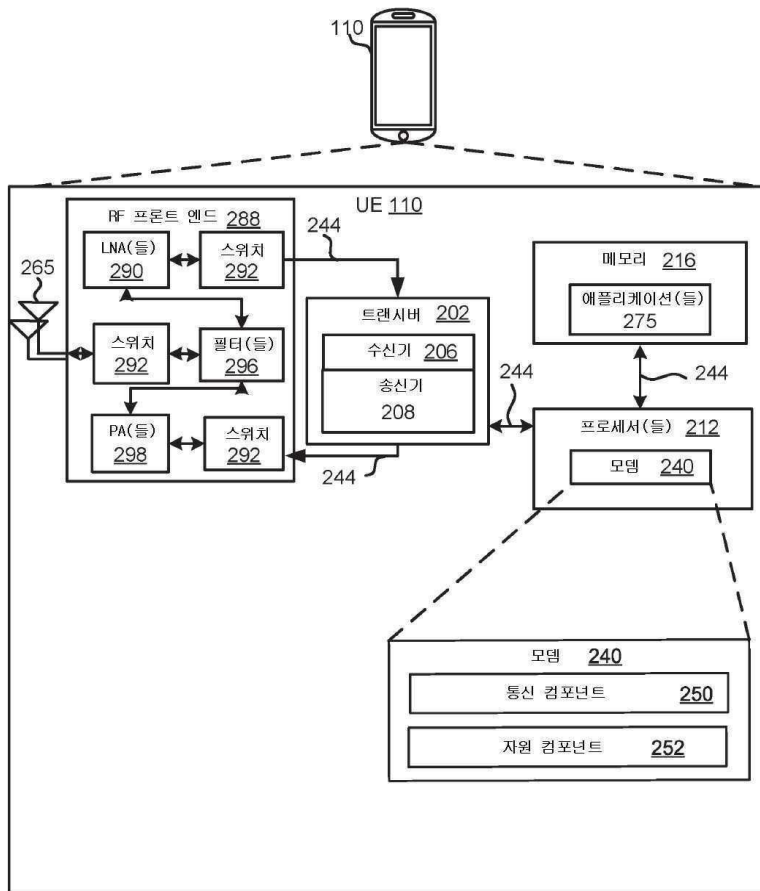 110
UE 110
RF 프론트 엔드 288
LNA(들)
290
스위치
292
244
265
스위치
292
필터(들)
296
PA(들)
298
스위치
292
244
트랜시버 202
수신기 206
송신기
208
244
메모리 216
애플리케이션(들)
275
244
프로세서(들) 212
모뎀 240
모뎀 240
통신 컴포넌트 250
자원 컴포넌트 252